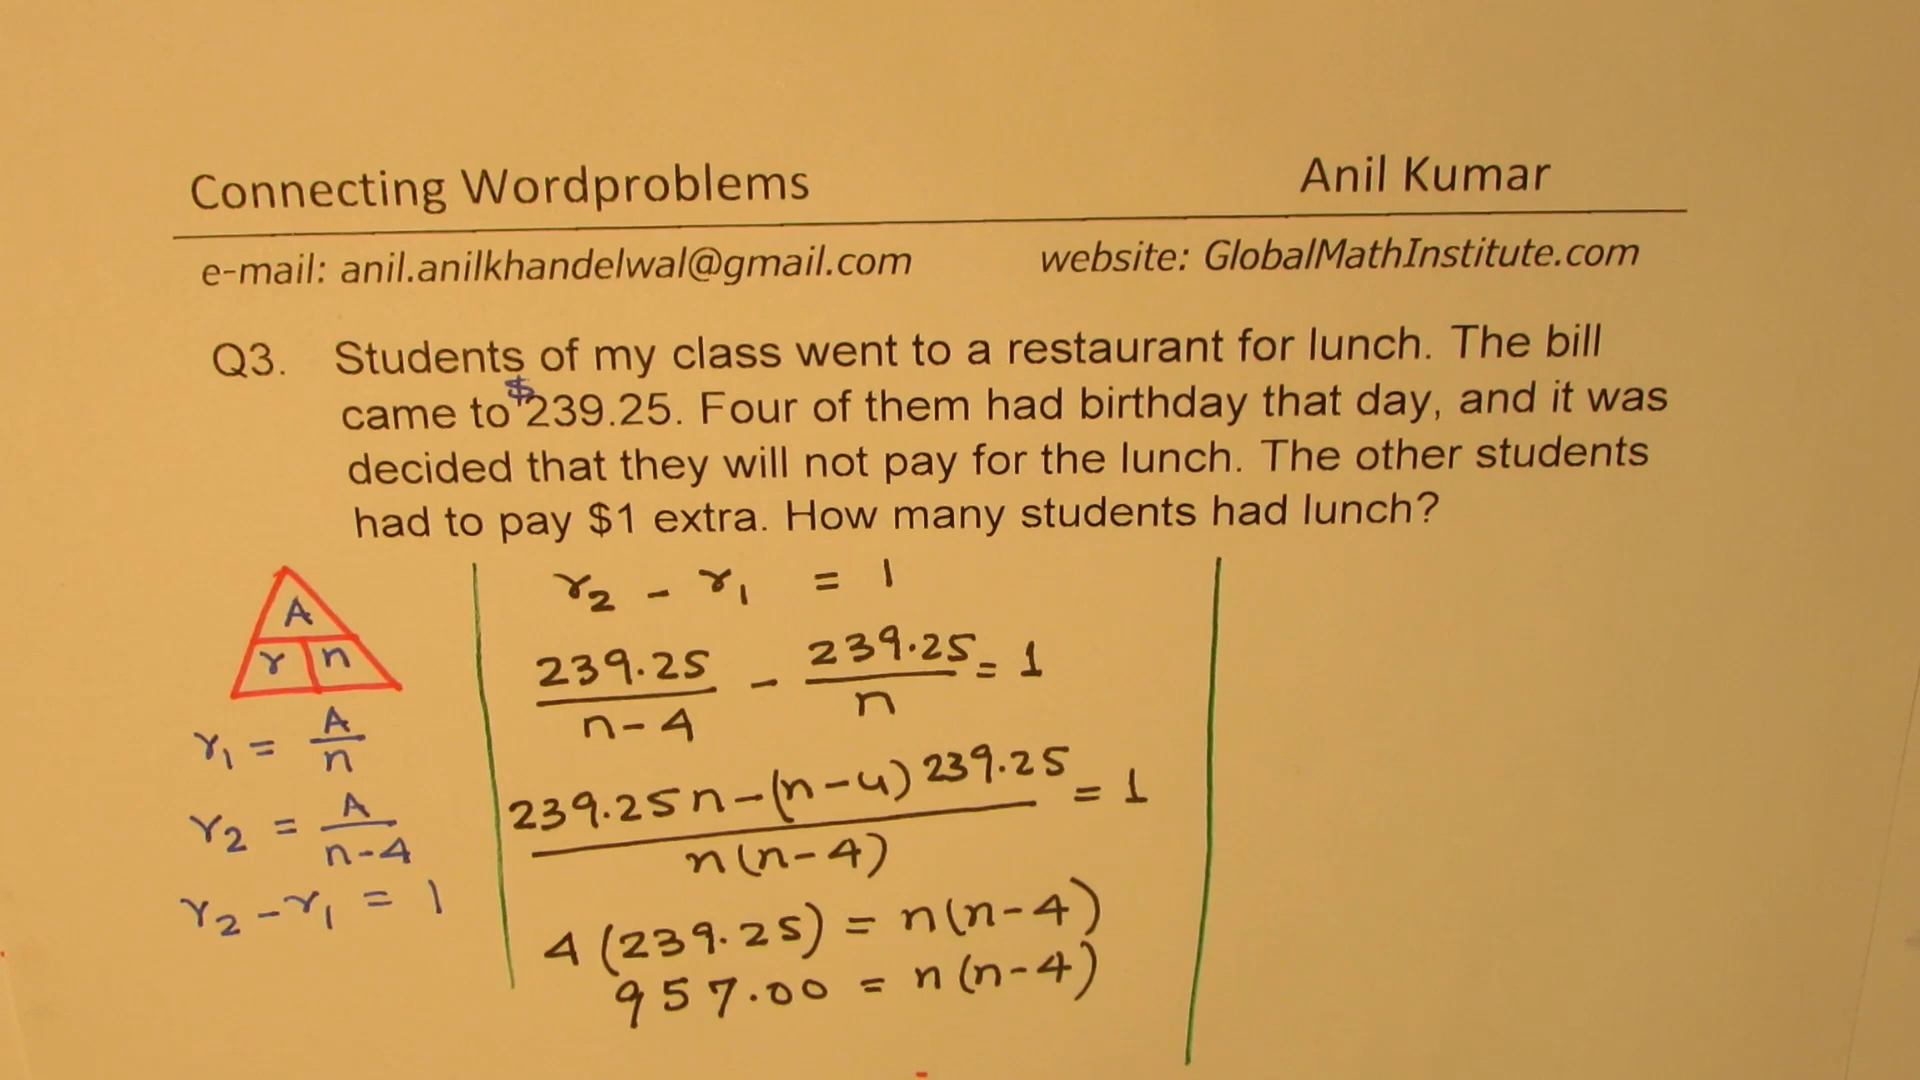 Connecting Wordproblems Anil Kumar
e-mail: anil.anilkhandelwal@gmail.com website: GlobalMathInstitute.com
Q3. Students of my class went to a restaurant for lunch. The bill
came to $239.25. Four of them had birthday that day, and it was
decided that they will not pay for the lunch. The other students
had to pay $1 extra. How many students had lunch?
A
r n
r₁ = A/n
r₂ = A/(n-4)
r₂ - r₁ = 1
r₂ - r₁ = 1
239.25/(n-4) - 239.25/n = 1
(239.25n - (n-4) 239.25)/(n(n-4)) = 1
4(239.25) = n(n-4)
957.00 = n(n-4)